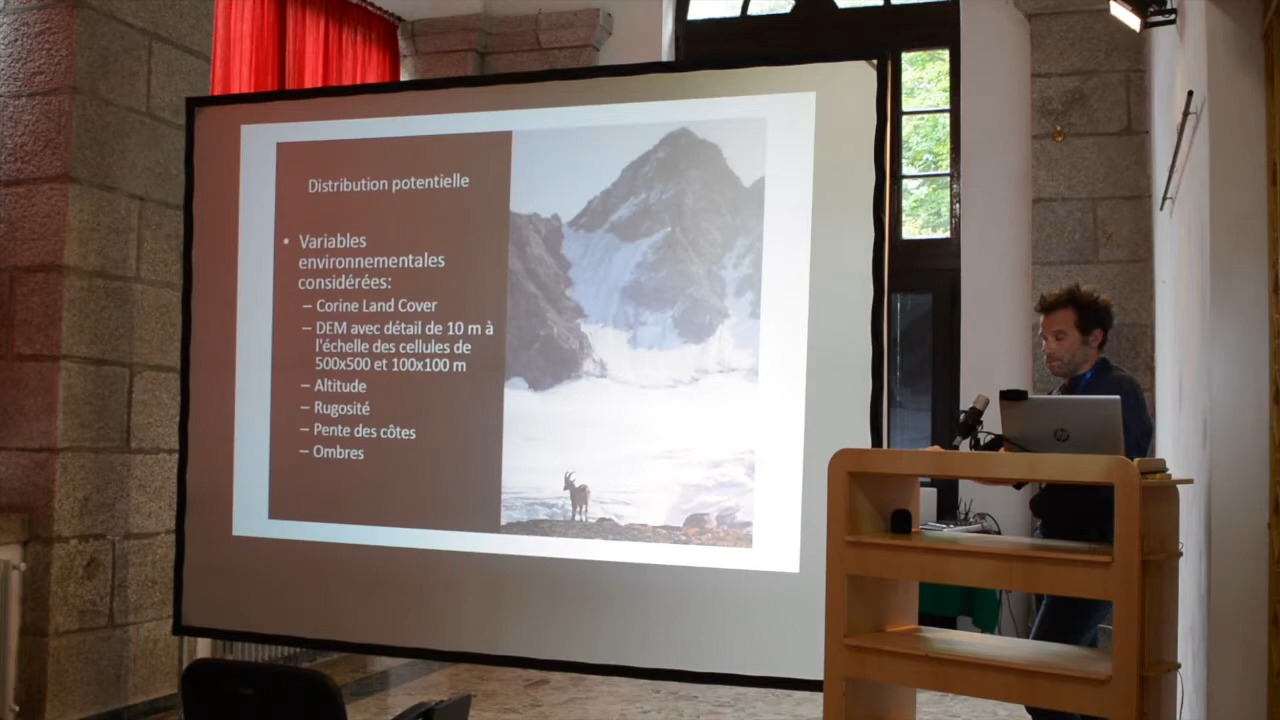 Distribution potentielle
• Variables
environnementales
considérées:
– Corine Land Cover
– DEM avec détail de 10 m à
l'échelle des cellules de
500x500 et 100x100 m
– Altitude
– Rugosité
– Pente des côtes
– Ombres
hp